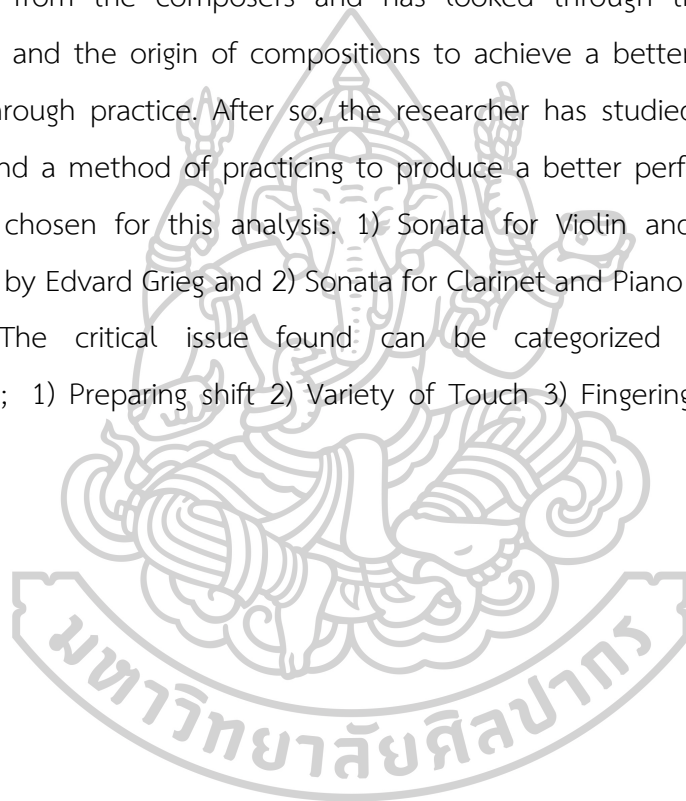 from the composers and has looked through
and the origin of compositions to achieve a better
rough practice. After so, the researcher has studied
nd a method of practicing to produce a better perf
chosen for this analysis. 1) Sonata for Violin and
by Edvard Grieg and 2) Sonata for Clarinet and Piano
The critical issue found can be categorized
; 1) Preparing shift 2) Variety of Touch 3) Fingering
มหาวิทยาลัยศิลปากร